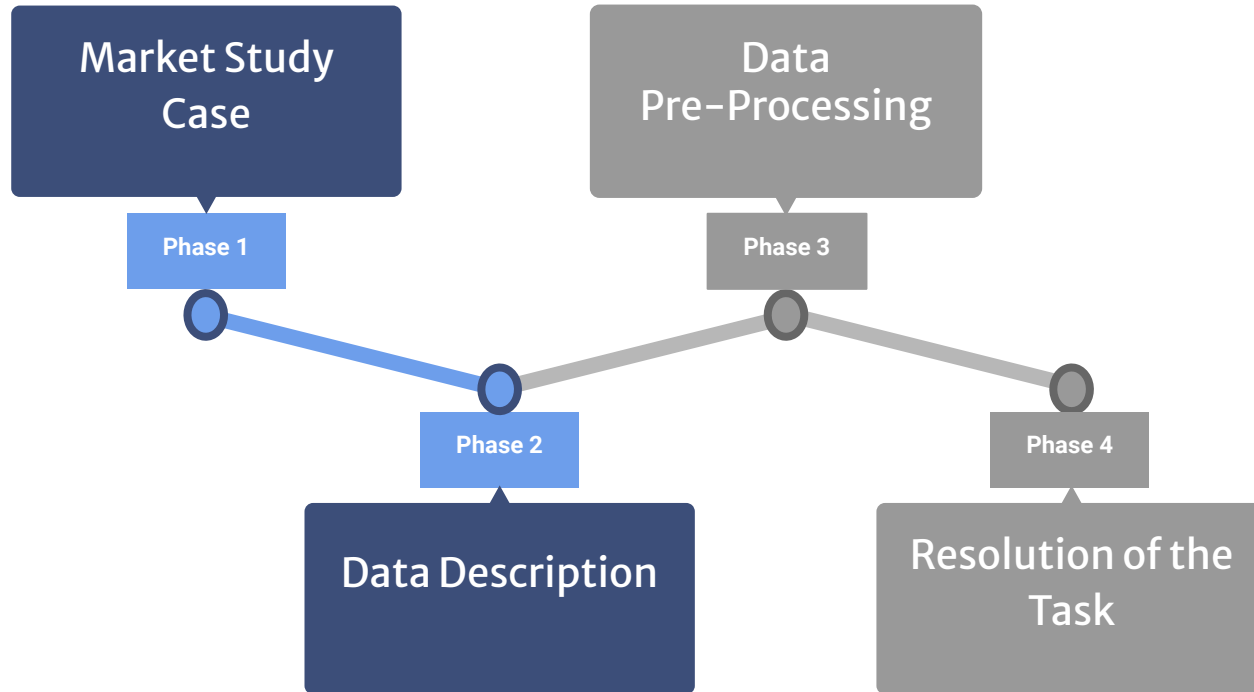 Market Study
Case
Phase 1
Phase 2
Data Description
Data
Pre-Processing
Phase 3
Phase 4
Resolution of the
Task